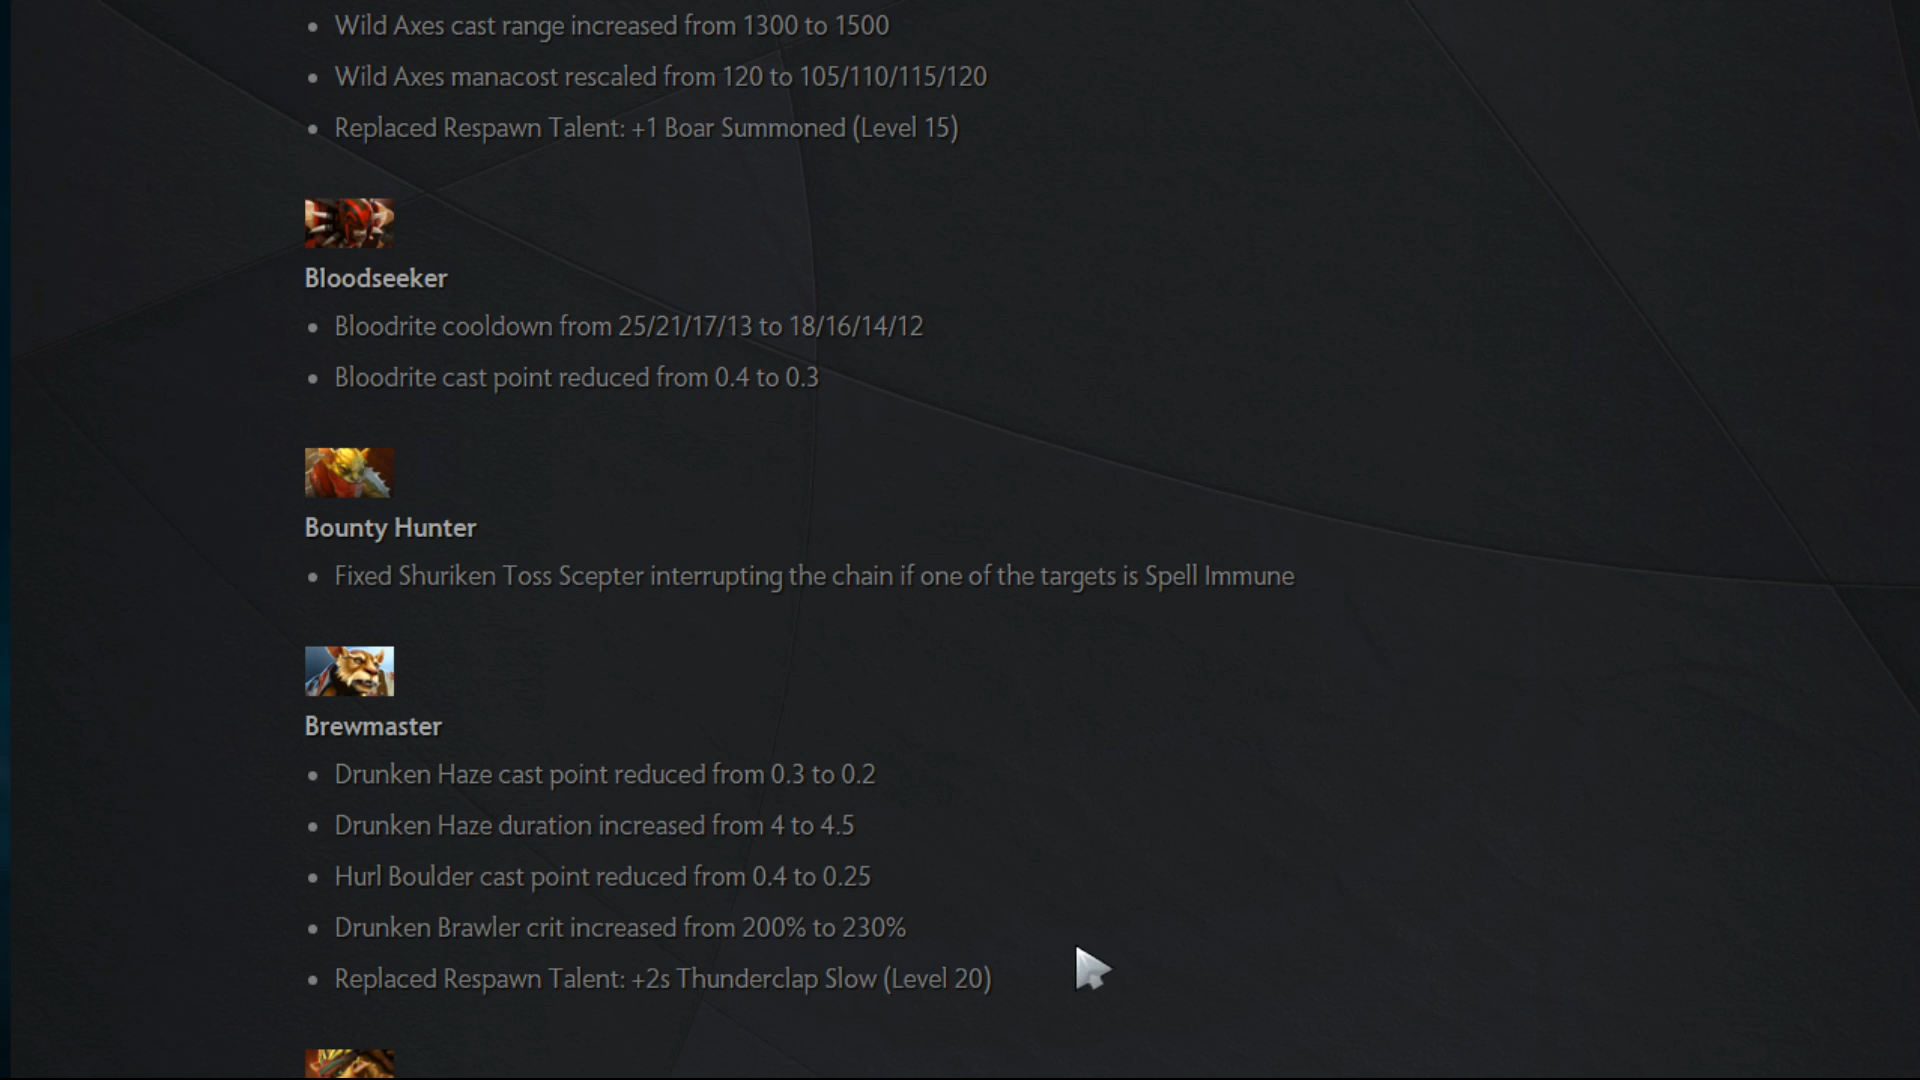 Wild Axes cast range increased from 1300 to 1500
Wild Axes manacost rescaled from 120 to 105/110/115/120
Replaced Respawn Talent: +1 Boar Summoned (Level 15)
Bloodseeker
Bloodrite cooldown from 25/21/17/13 to 18/16/14/12
Bloodrite cast point reduced from 0.4 to 0.3
Bounty Hunter
Fixed Shuriken Toss Scepter interrupting the chain if one of the targets is Spell Immune
Brewmaster
Drunken Haze cast point reduced from 0.3 to 0.2
Drunken Haze duration increased from 4 to 4.5
Hurl Boulder cast point reduced from 0.4 to 0.25
Drunken Brawler crit increased from 200% to 230%
Replaced Respawn Talent: +2s Thunderclap Slow (Level 20)